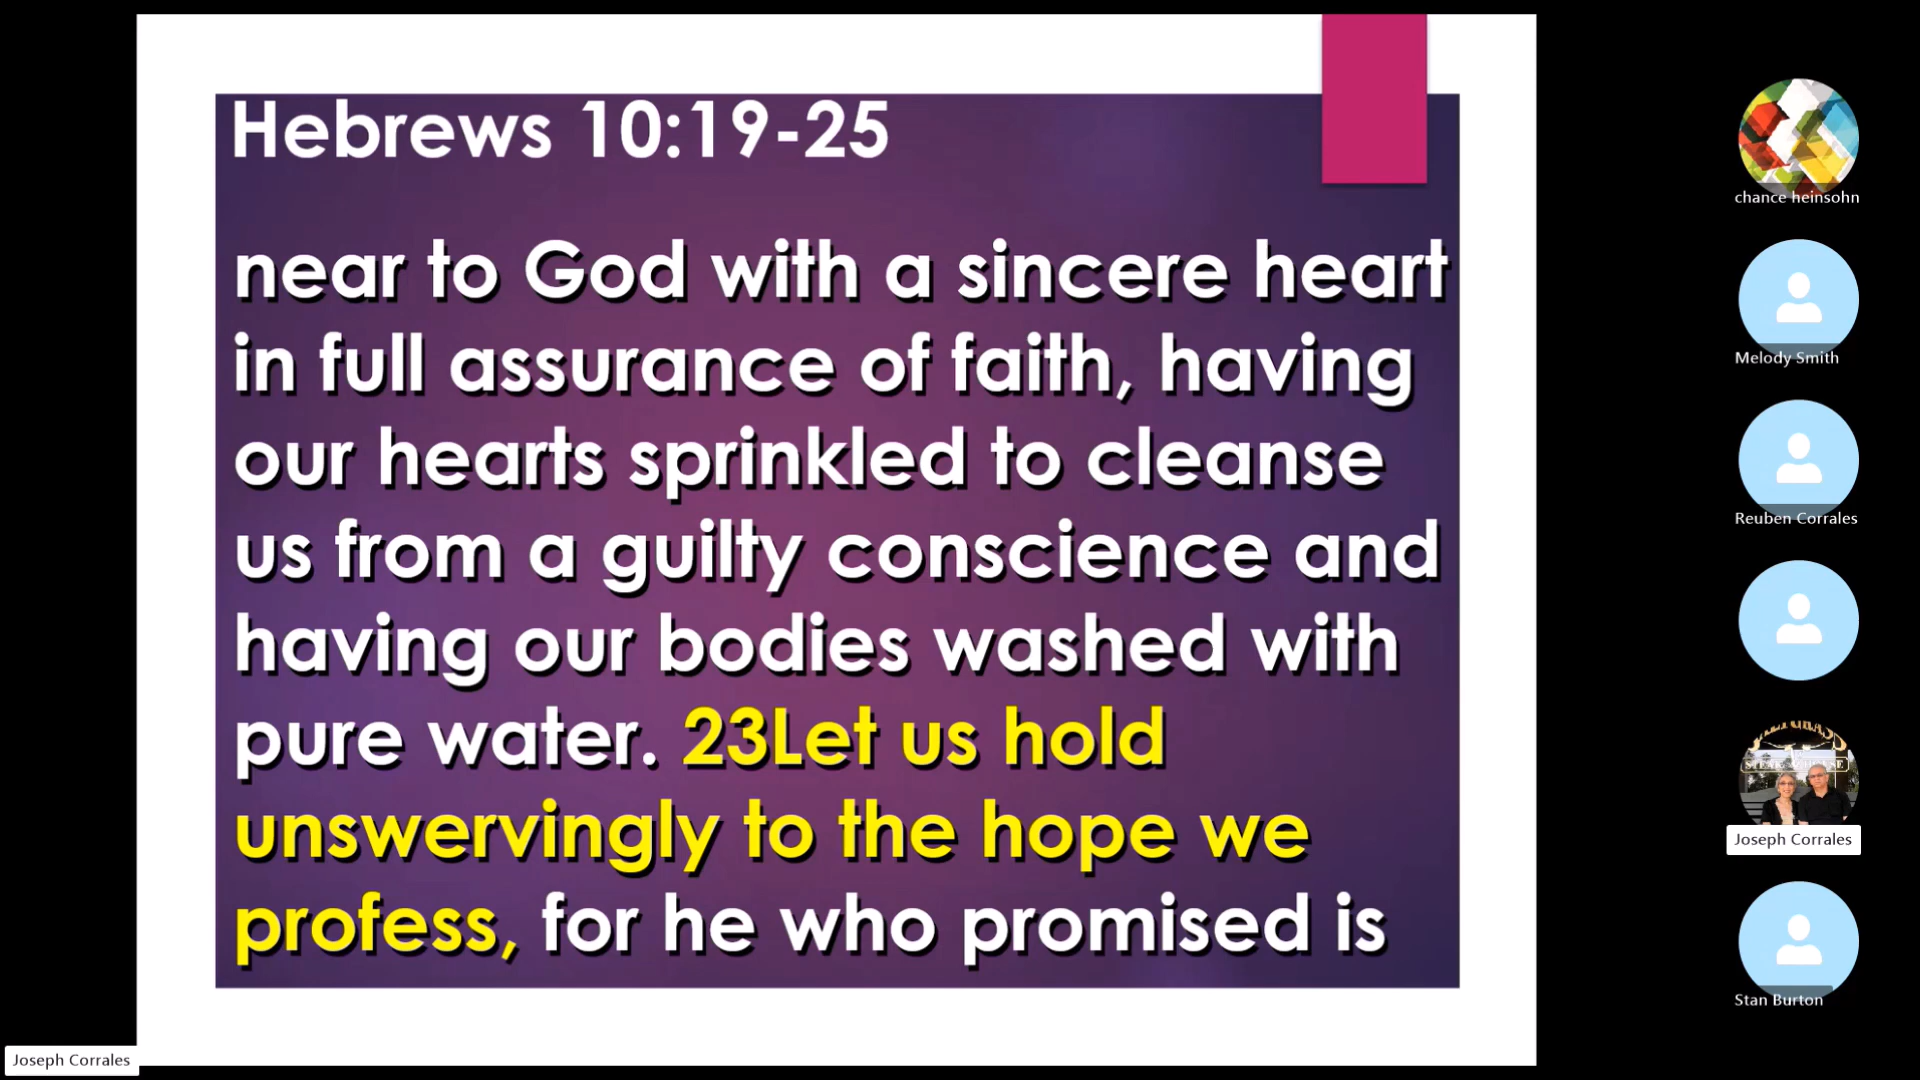 Hebrews 10:19-25
near to God with a sincere heart
in full assurance of faith, having
our hearts sprinkled to cleanse
us from a guilty conscience and
having our bodies washed with
pure water. 23Let us hold
unswervingly to the hope we
profess, for he who promised is
chance heinsohn
Melody Smith
Reuben Corrales
STEAK HOUSE
Joseph Corrales
Stan Burton
Joseph Corrales